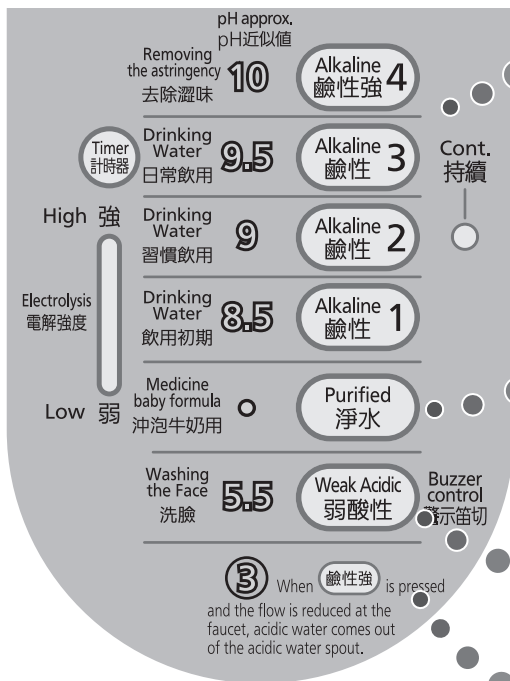 pH approx.
pH近似値
Removing
the astringency
去除澀味
10
Alkaline
鹼性強 4
Timer
計時器
Drinking
Water
日常飲用
9.5
Alkaline
鹼性 3
Cont.
持續
High 強
Drinking
Water
習慣飲用
9
Alkaline
鹼性 2
Electrolysis
電解強度
Drinking
Water
飲用初期
8.5
Alkaline
鹼性 1
Low 弱
Medicine
baby formula
沖泡牛奶用
Purified
淨水
Washing
the Face
洗臉
5.5
Weak Acidic
弱酸性
Buzzer
control
警示笛切
③ When 鹼性強 is pressed
and the flow is reduced at the
faucet, acidic water comes out
of the acidic water spout.